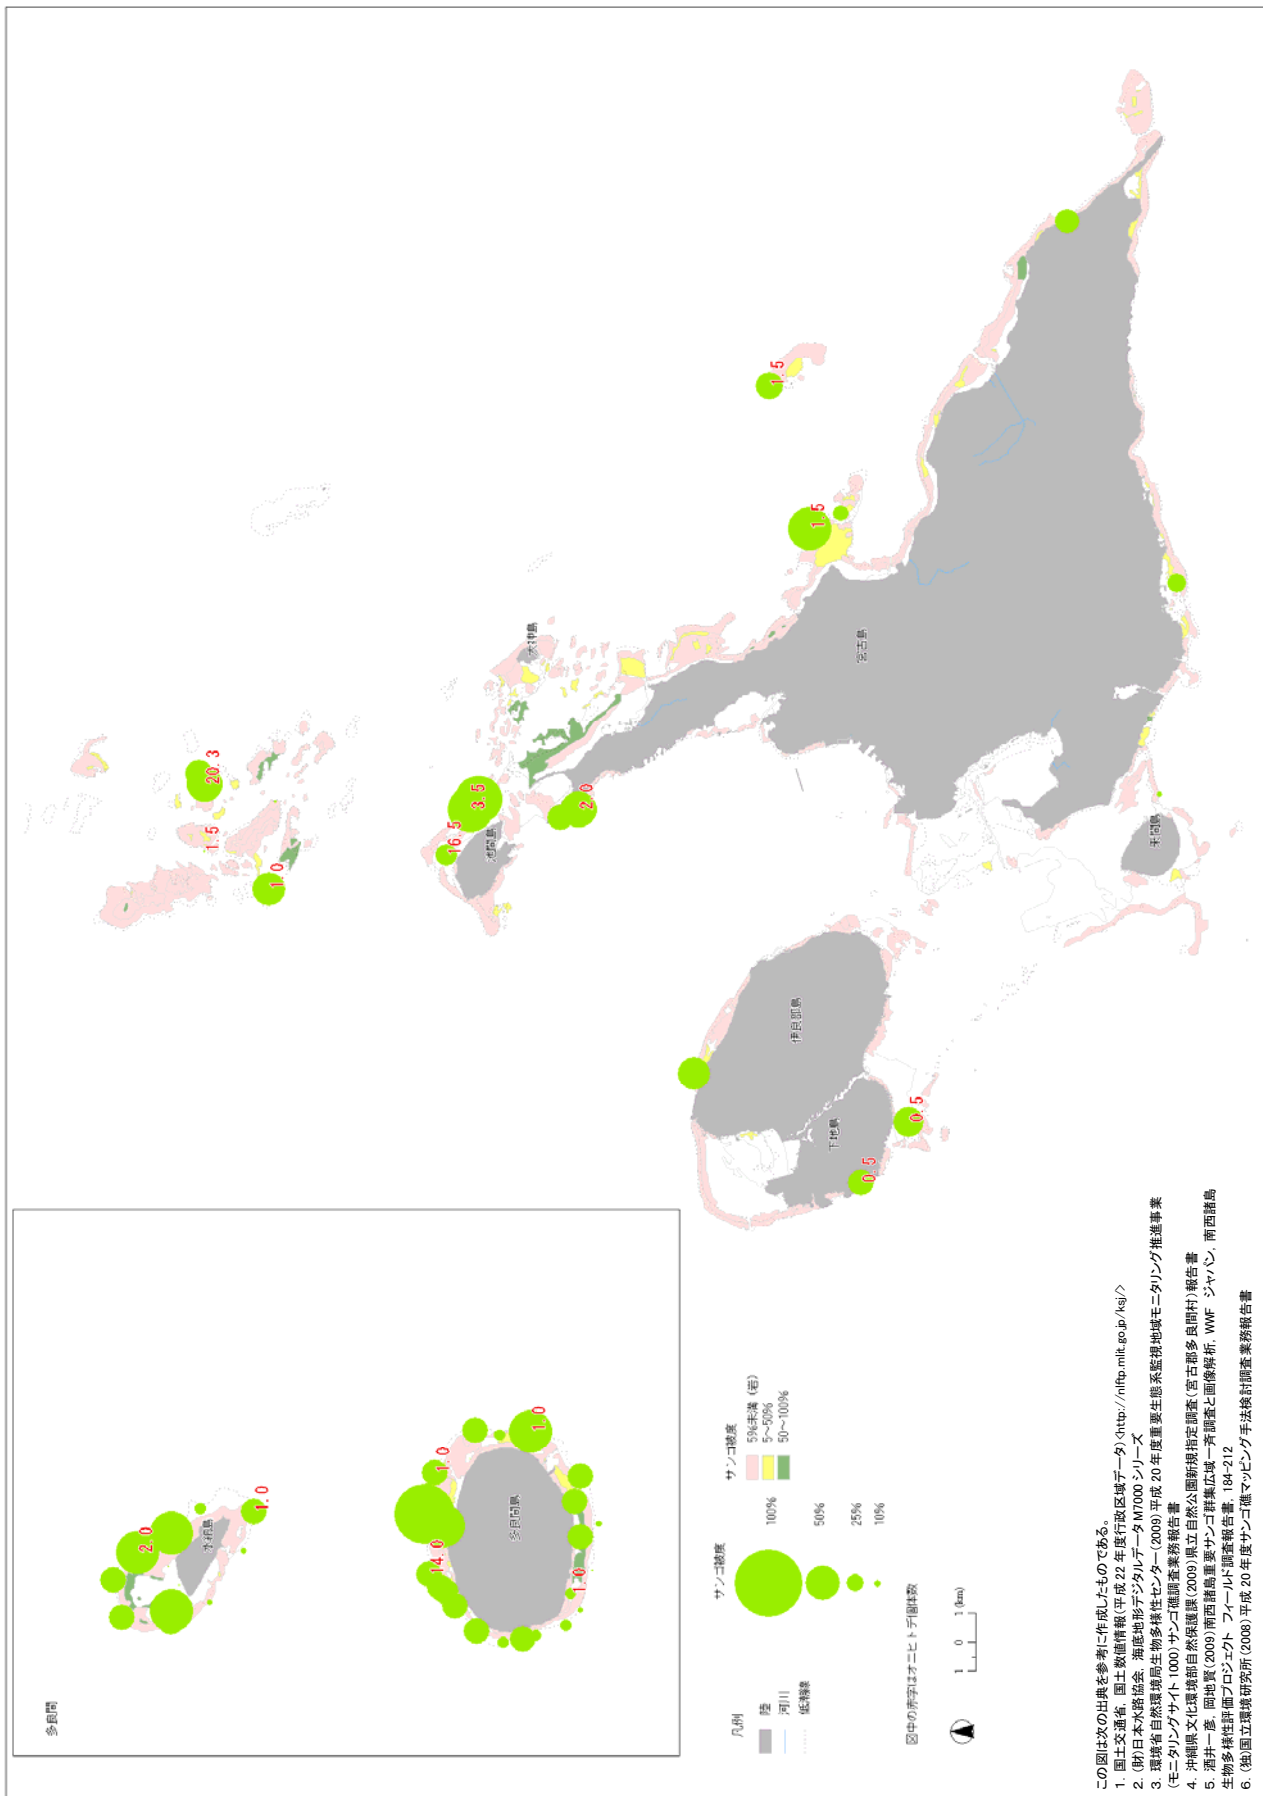 多良間
水納島
2.0
1.0
多良間島
14.0
1.0
1.0
1.0
1.5
20.3
1.0
16.5
3.5
池間島
2.0
大神島
1.5
1.5
宮古島
伊良部島
下地島
0.5
0.5
来間島
凡例
陸
河川
低潮線
サンゴ被度
100%
50%
25%
10%
サンゴ被度
5%未満 (岩)
5~50%
50~100%
図中の赤字はオニヒトデ個体数
1 0 1 (km)
この図は次の出典を参考に作成したものである。
1. 国土交通省, 国土数値情報(平成 22 年度行政区域データ)<http://nlftp.mlit.go.jp/ksj/>
2. (財)日本水路協会, 海底地形デジタルデータ M7000 シリーズ
3. 環境省自然環境局生物多様性センター(2009)平成 20 年度重要生態系監視地域モニタリング推進事業
(モニタリングサイト 1000)サンゴ礁調査業務報告書
4. 沖縄県文化環境部自然保護課(2009)県立自然公園新規指定調査(宮古郡多良間村)報告書
5. 酒井一彦, 岡地賢(2009)南西諸島重要サンゴ群集広域一斉調査と画像解析, WWF ジャパン, 南西諸島
生物多様性評価プロジェクト フィールド調査報告書, 184-212
6. (独)国立環境研究所(2008)平成 20 年度サンゴ礁マッピング手法検討調査業務報告書